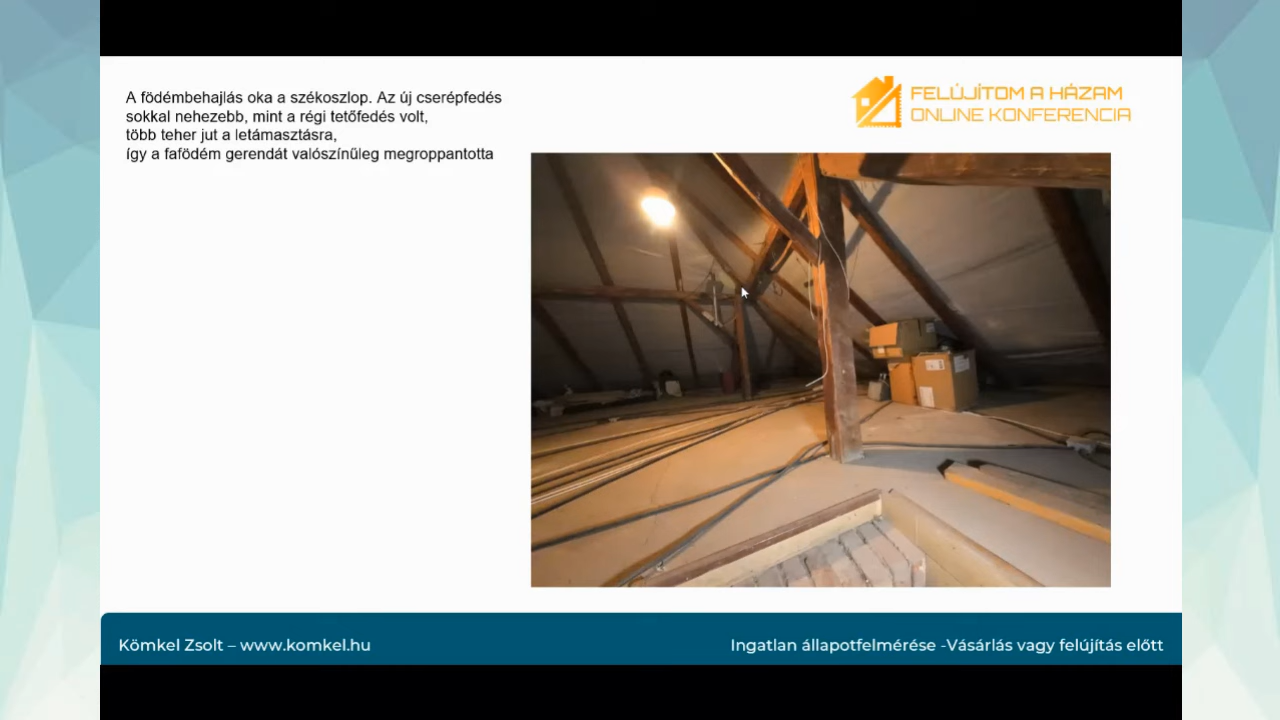 A födémbehajlás oka a székoszlop. Az új cserépfedés
sokkal nehezebb, mint a régi tetőfedés volt,
több teher jut a letámasztásra,
így a fafödém gerendát valószínűleg megroppantotta
FELÚJÍTOM A HÁZAM
ONLINE KONFERENCIA
Kömkel Zsolt – www.komkel.hu
Ingatlan állapotfelmérése -Vásárlás vagy felújítás előtt